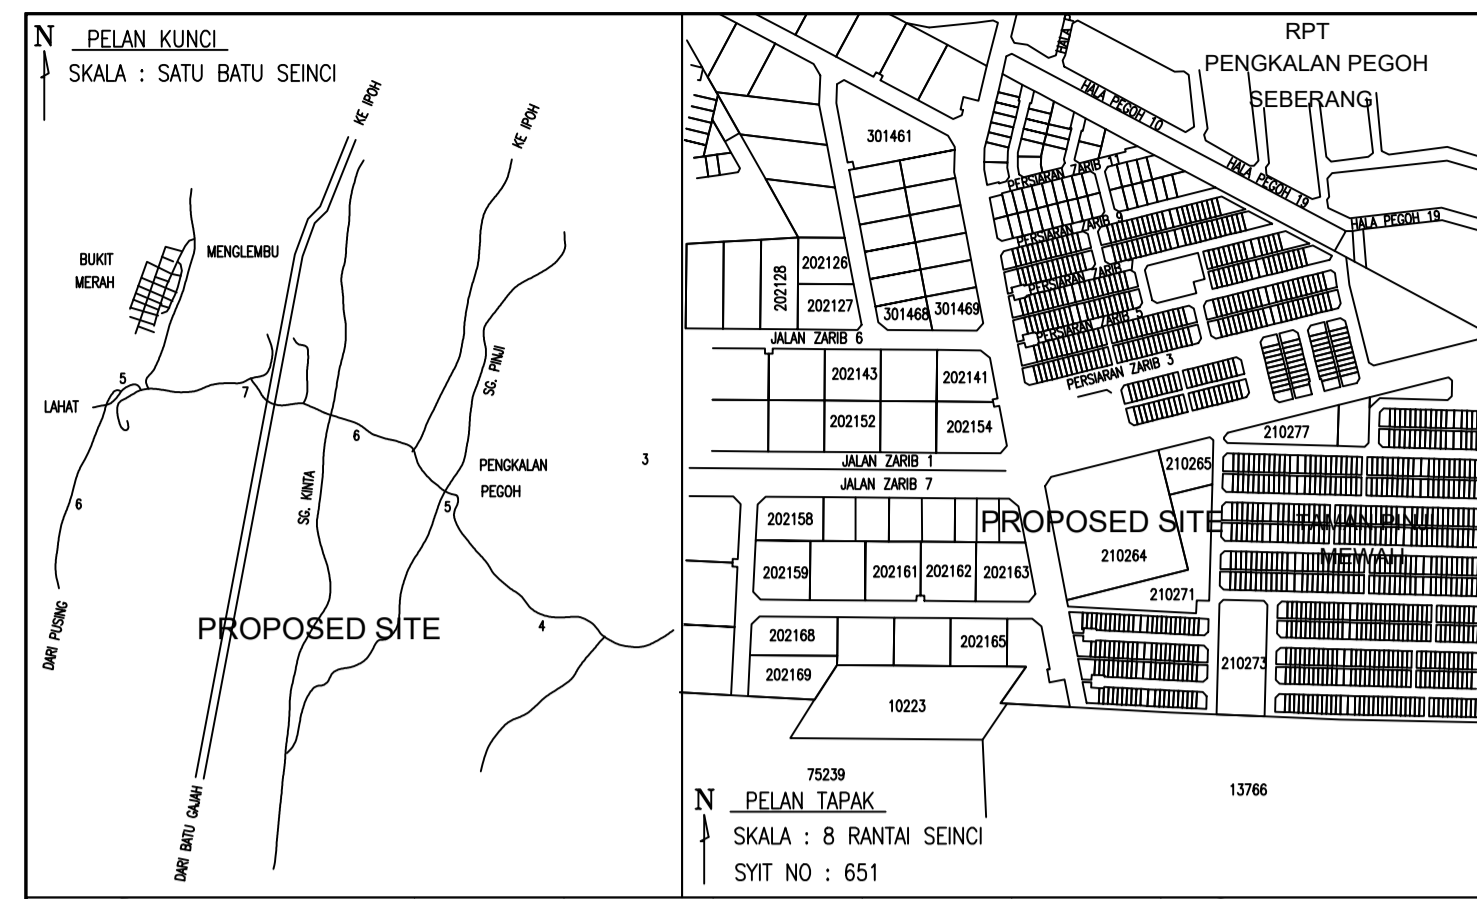 N PELAN KUNCI
SKALA : SATU BATU SEINCI
KE IPOH
KE IPOH
BUKIT
MERAH
MENGLEMBU
SG. PINJI
5
LAHAT
7
6
PENGKALAN
PEGOH
3
SG. KINTA
6
5
DARI PUSING
PROPOSED SITE
4
DARI BATU GAJAH
RPT
PENGKALAN PEGOH
SEBERANG
HALA PEGOH 10
HALA PEGOH 19
HALA PEGOH 19
301461
PERSIARAN ZARIB 11
PERSIARAN ZARIB 9
PERSIARAN ZARIB 7
PERSIARAN ZARIB 5
PERSIARAN ZARIB 3
202128
202126
202127
301468
301469
JALAN ZARIB 6
202143
202141
202152
202154
JALAN ZARIB 1
JALAN ZARIB 7
210277
210265
202158
PROPOSED SITE
TAMAN PINJI
MEWAH
210264
202159
202161
202162
202163
210271
202168
202165
202169
210273
10223
75239
13766
N PELAN TAPAK
SKALA : 8 RANTAI SEINCI
SYIT NO : 651